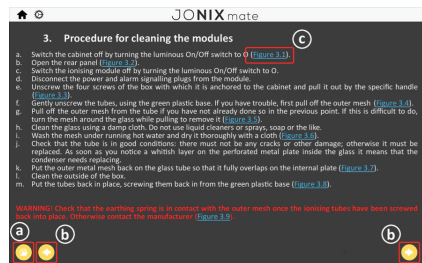 JONIX mate
c
3. Procedure for cleaning the modules
a. Switch the cabinet off by turning the luminous On/Off switch to O (Figure 3.1).
b. Open the rear panel (Figure 3.2).
c. Switch the ionising module off by turning the luminous On/Off switch to O.
d. Disconnect the power and alarm signalling plugs from the module.
e. Unscrew the four screws of the box with which it is anchored to the cabinet and pull it out by the specific handle
(Figure 3.3).
f. Gently unscrew the tubes, using the green plastic base. If you have trouble, first pull off the outer mesh (Figure 3.4).
g. Pull off the outer mesh from the tube if you have not already done so in the previous point. If this is difficult to do,
turn the mesh around the glass while pulling to remove it (Figure 3.5).
h. Clean the glass using a damp cloth. Do not use liquid cleaners or sprays, soap or the like.
i. Wash the mesh under running hot water and dry it thoroughly with a cloth (Figure 3.6).
j. Check that the tube is in good conditions: there must not be any cracks or other damage; otherwise it must be
replaced. As soon as you notice a whitish layer on the perforated metal plate inside the glass it means that the
condenser needs replacing.
k. Put the outer metal mesh back on the glass tube so that it fully overlaps on the internal plate (Figure 3.7).
l. Clean the outside of the box.
m. Put the tubes back in place, screwing them back in from the green plastic base (Figure 3.8).
WARNING! Check that the earthing spring is in contact with the outer mesh once the ionising tubes have been screwed
back into place. Otherwise contact the manufacturer (Figure 3.9).
a b b